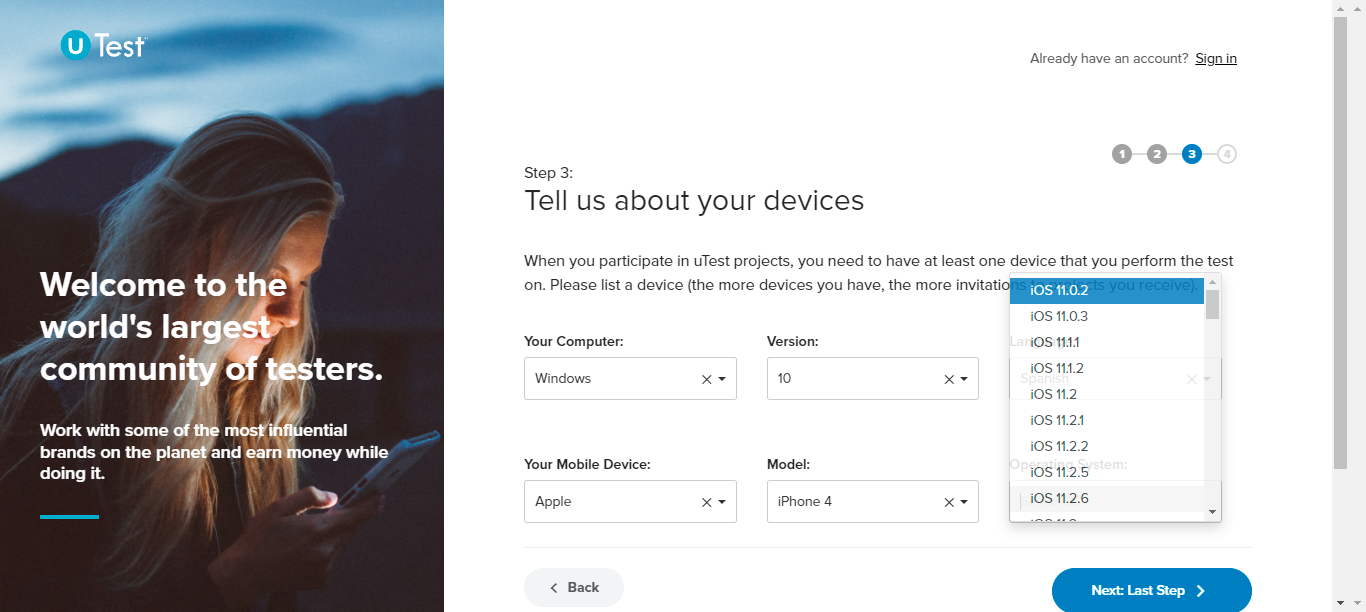 uTest
Already have an account? Sign in
1 2 3 4
Step 3:
Tell us about your devices
When you participate in uTest projects, you need to have at least one device that you perform the test
on. Please list a device (the more devices you have, the more invitations to projects you receive).
Welcome to the
world's largest
community of testers.
Work with some of the most influential
brands on the planet and earn money while
doing it.
Your Computer:
Windows
Version:
10
Spanish
Your Mobile Device:
Apple
Model:
iPhone 4
Operating System:
iOS 11.0.2
iOS 11.0.3
iOS 11.1.1
iOS 11.1.2
iOS 11.2
iOS 11.2.1
iOS 11.2.2
iOS 11.2.5
iOS 11.2.6
Back
Next: Last Step